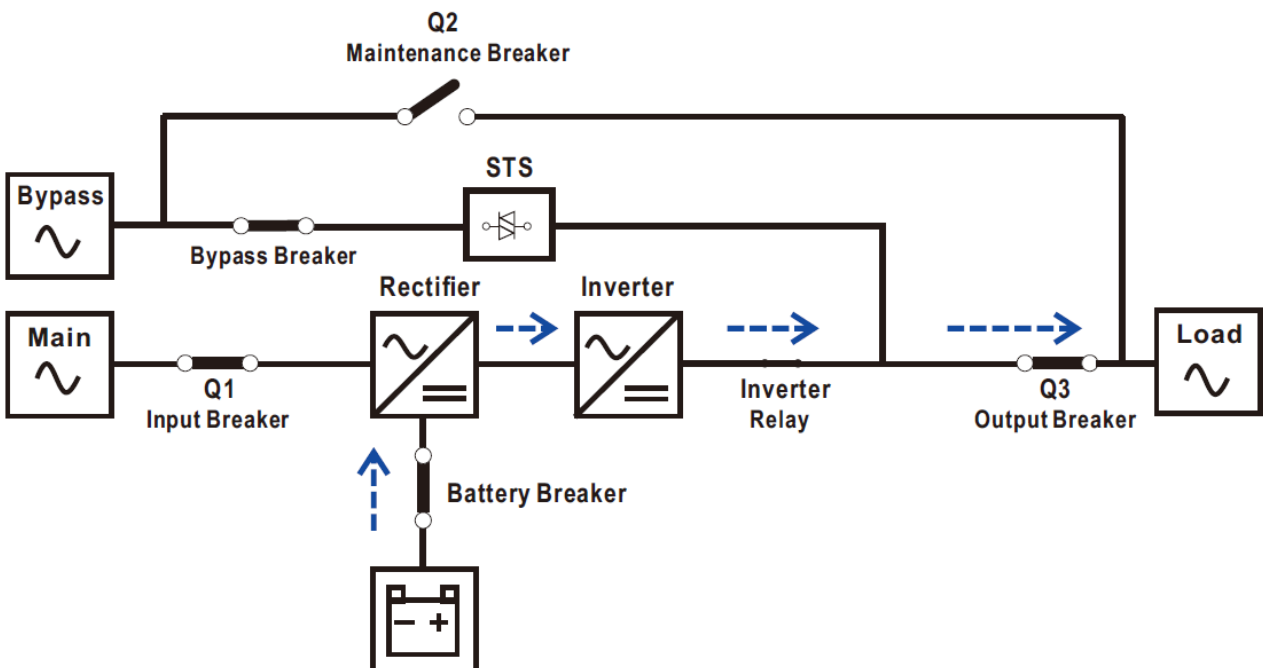 Q2
Maintenance Breaker
STS
Bypass
Bypass Breaker
Rectifier
Inverter
Main
Load
Q1
Input Breaker
Inverter
Relay
Q3
Output Breaker
Battery Breaker
- +